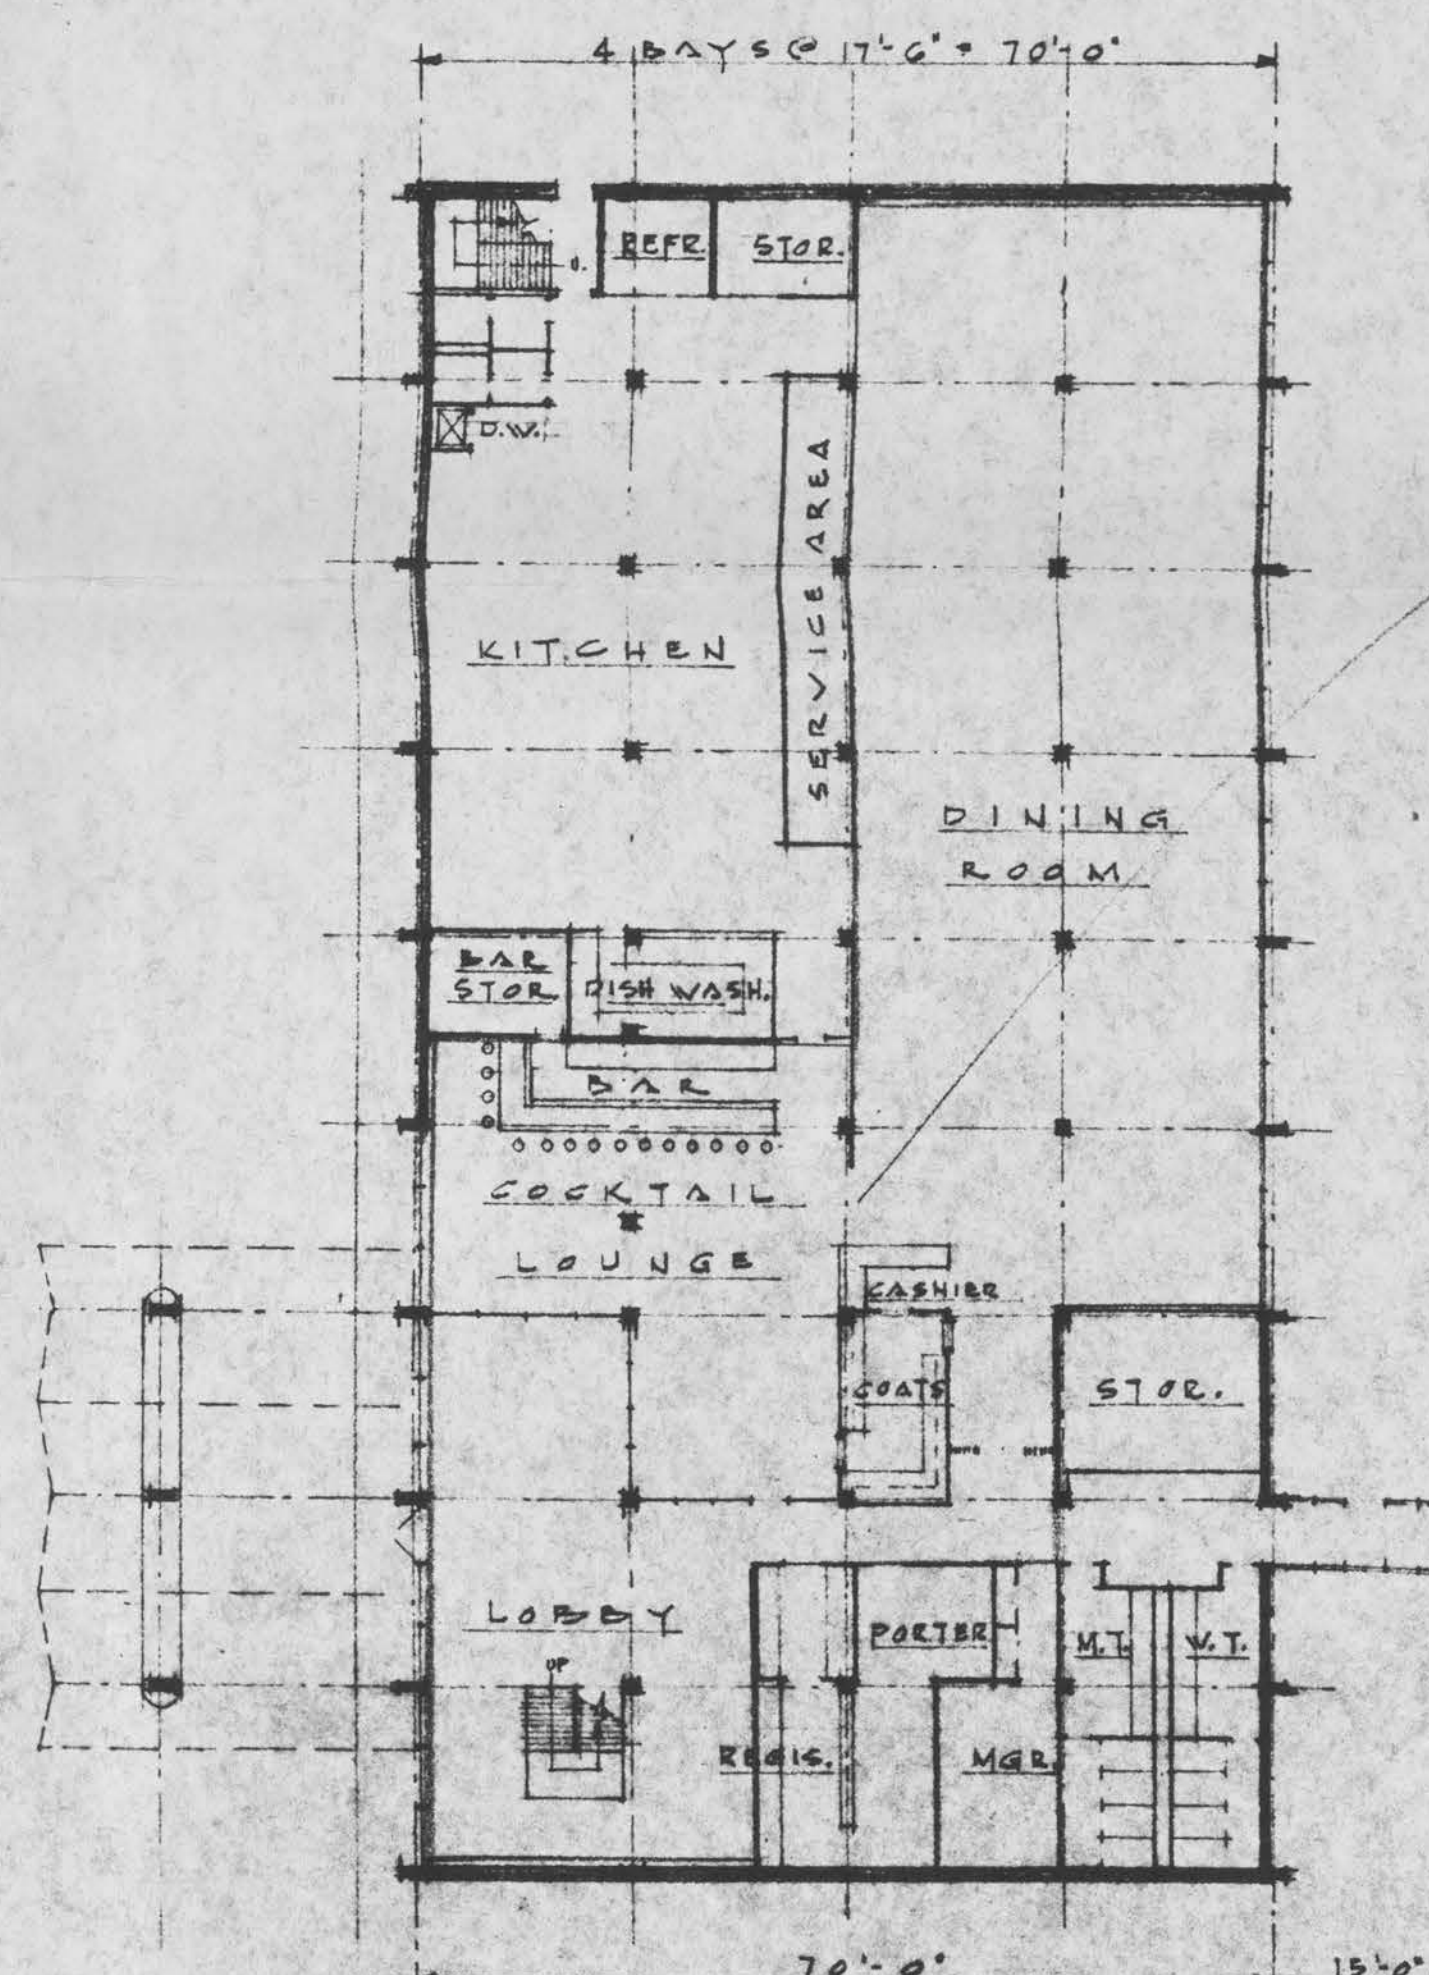 4 BAYS @ 17'-6" = 70'-0"
REFR.
STOR.
D.W.
SERVICE AREA
KITCHEN
DINING
ROOM
BAR
STOR.
DISH WASH.
BAR
COCKTAIL
LOUNGE
CASHIER
COATS
STOR.
LOBBY
PORTER
M.T.
W.T.
UP
REGIS.
MGR.
70'-0"
15'-0"